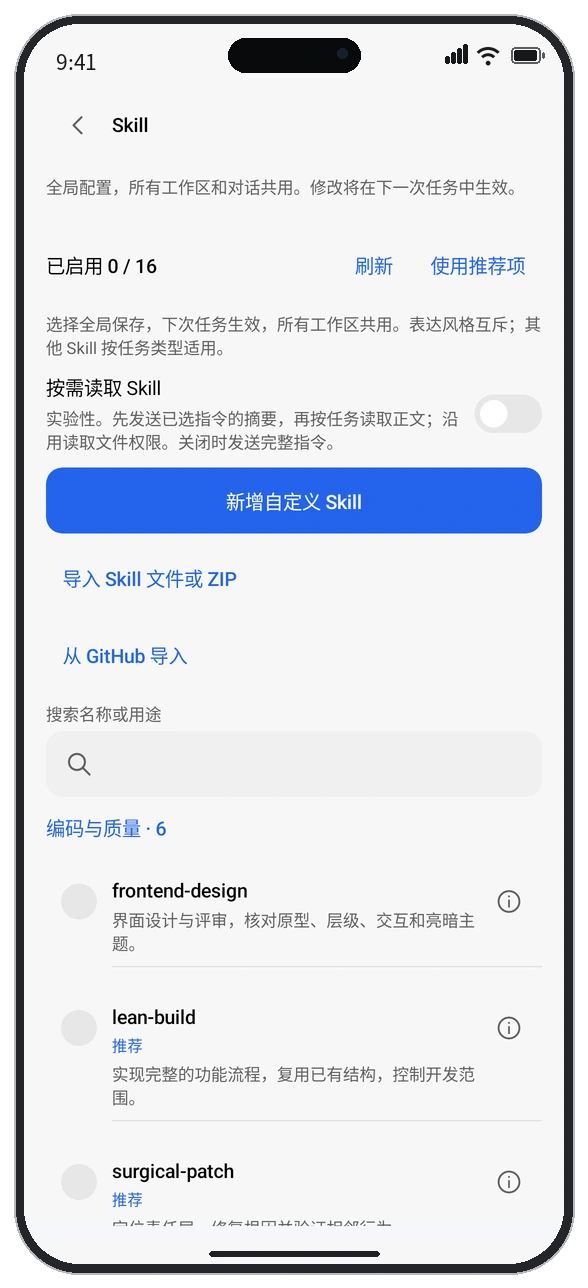 9:41
Skill
全局配置，所有工作区和对话共用。修改将在下一次任务中生效。
已启用 0 / 16
刷新
使用推荐项
选择全局保存，下次任务生效，所有工作区共用。表达风格互斥；其
他 Skill 按任务类型适用。
按需读取 Skill
实验性。先发送已选指令的摘要，再按任务读取正文；沿
用读取文件权限。关闭时发送完整指令。
新增自定义 Skill
导入 Skill 文件或 ZIP
从 GitHub 导入
搜索名称或用途
编码与质量 · 6
frontend-design
界面设计与评审，核对原型、层级、交互和亮暗主
题。
lean-build
推荐
实现完整的功能流程，复用已有结构，控制开发范
围。
surgical-patch
推荐